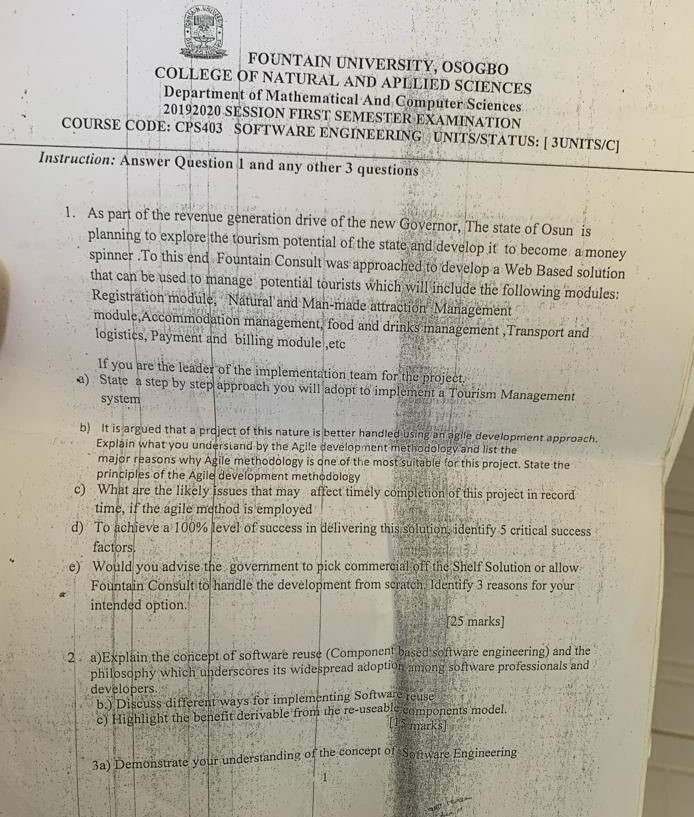 FOUNTAIN UNIVERSITY, OSOGBO
COLLEGE OF NATURAL AND APLLIED SCIENCES
Department of Mathematical And Computer Sciences
20192020 SESSION FIRST SEMESTER EXAMINATION
COURSE CODE: CPS403 SOFTWARE ENGINEERING UNITS/STATUS: [ 3UNITS/C]
Instruction: Answer Question 1 and any other 3 questions
1. As part of the revenue generation drive of the new Governor, The state of Osun is
planning to explore the tourism potential of the state and develop it to become a money
spinner .To this end Fountain Consult was approached to develop a Web Based solution
that can be used to manage potential tourists which will include the following modules:
Registration module, Natural and Man-made attraction Management
module,Accommodation management, food and drinks management ,Transport and
logistics, Payment and billing module ,etc
If you are the leader of the implementation team for the project,
a) State a step by step approach you will adopt to implement a Tourism Management
system
b) It is argued that a project of this nature is better handled using an agile development approach.
Explain what you understand by the Agile development methodology and list the
major reasons why Agile methodology is one of the most suitable for this project. State the
principles of the Agile development methodology
c) What are the likely issues that may affect timely completion of this project in record
time, if the agile method is employed
d) To achieve a 100% level of success in delivering this solution, identify 5 critical success
factors.
e) Would you advise the government to pick commercial off the Shelf Solution or allow
Fountain Consult to handle the development from scratch, Identify 3 reasons for your
intended option.
[25 marks]
2. a)Explain the concept of software reuse (Component based software engineering) and the
philosophy which underscores its widespread adoption among software professionals and
developers.
b.) Discuss different ways for implementing Software reuse
c) Highlight the benefit derivable from the re-useable components model.
[15 marks]
3a) Demonstrate your understanding of the concept of Software Engineering
1